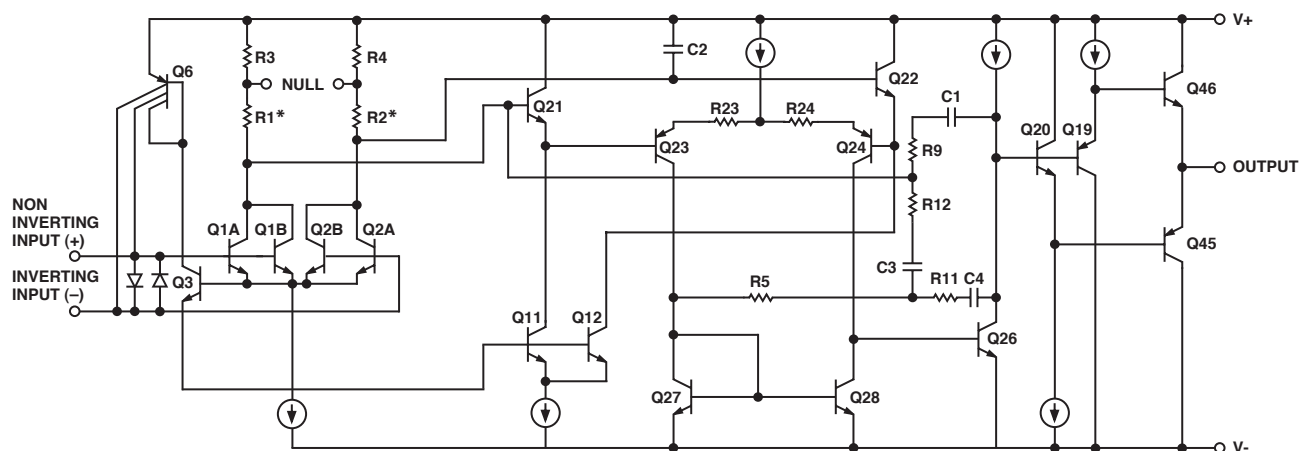 V+
R3
R4
Q6
NULL
C2
Q22
R1*
R2*
Q21
R23
R24
C1
Q46
Q20
Q19
Q23
Q24
R9
OUTPUT
R12
NON
INVERTING
INPUT (+)
Q1A
Q1B
Q2B
Q2A
Q45
INVERTING
INPUT (–)
Q3
C3
R5
R11
C4
Q11
Q12
Q26
Q27
Q28
V-